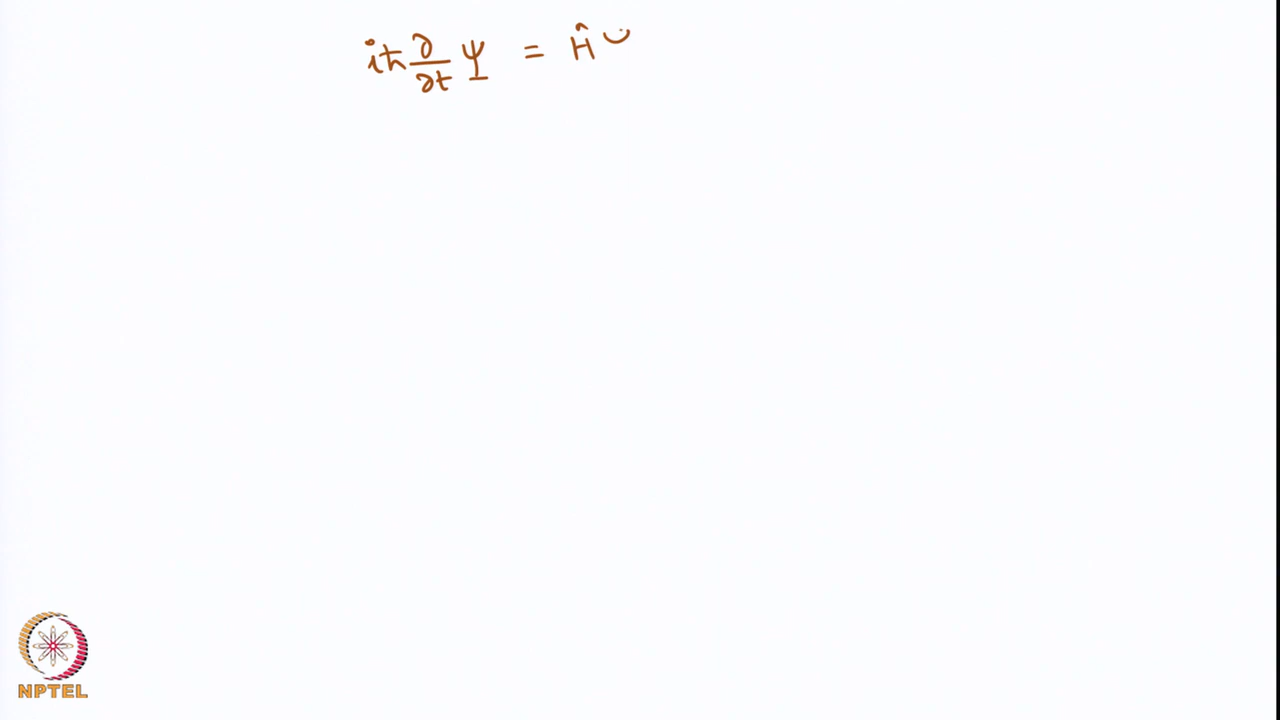 iħ ∂/∂t Ψ = Ĥ
NPTEL